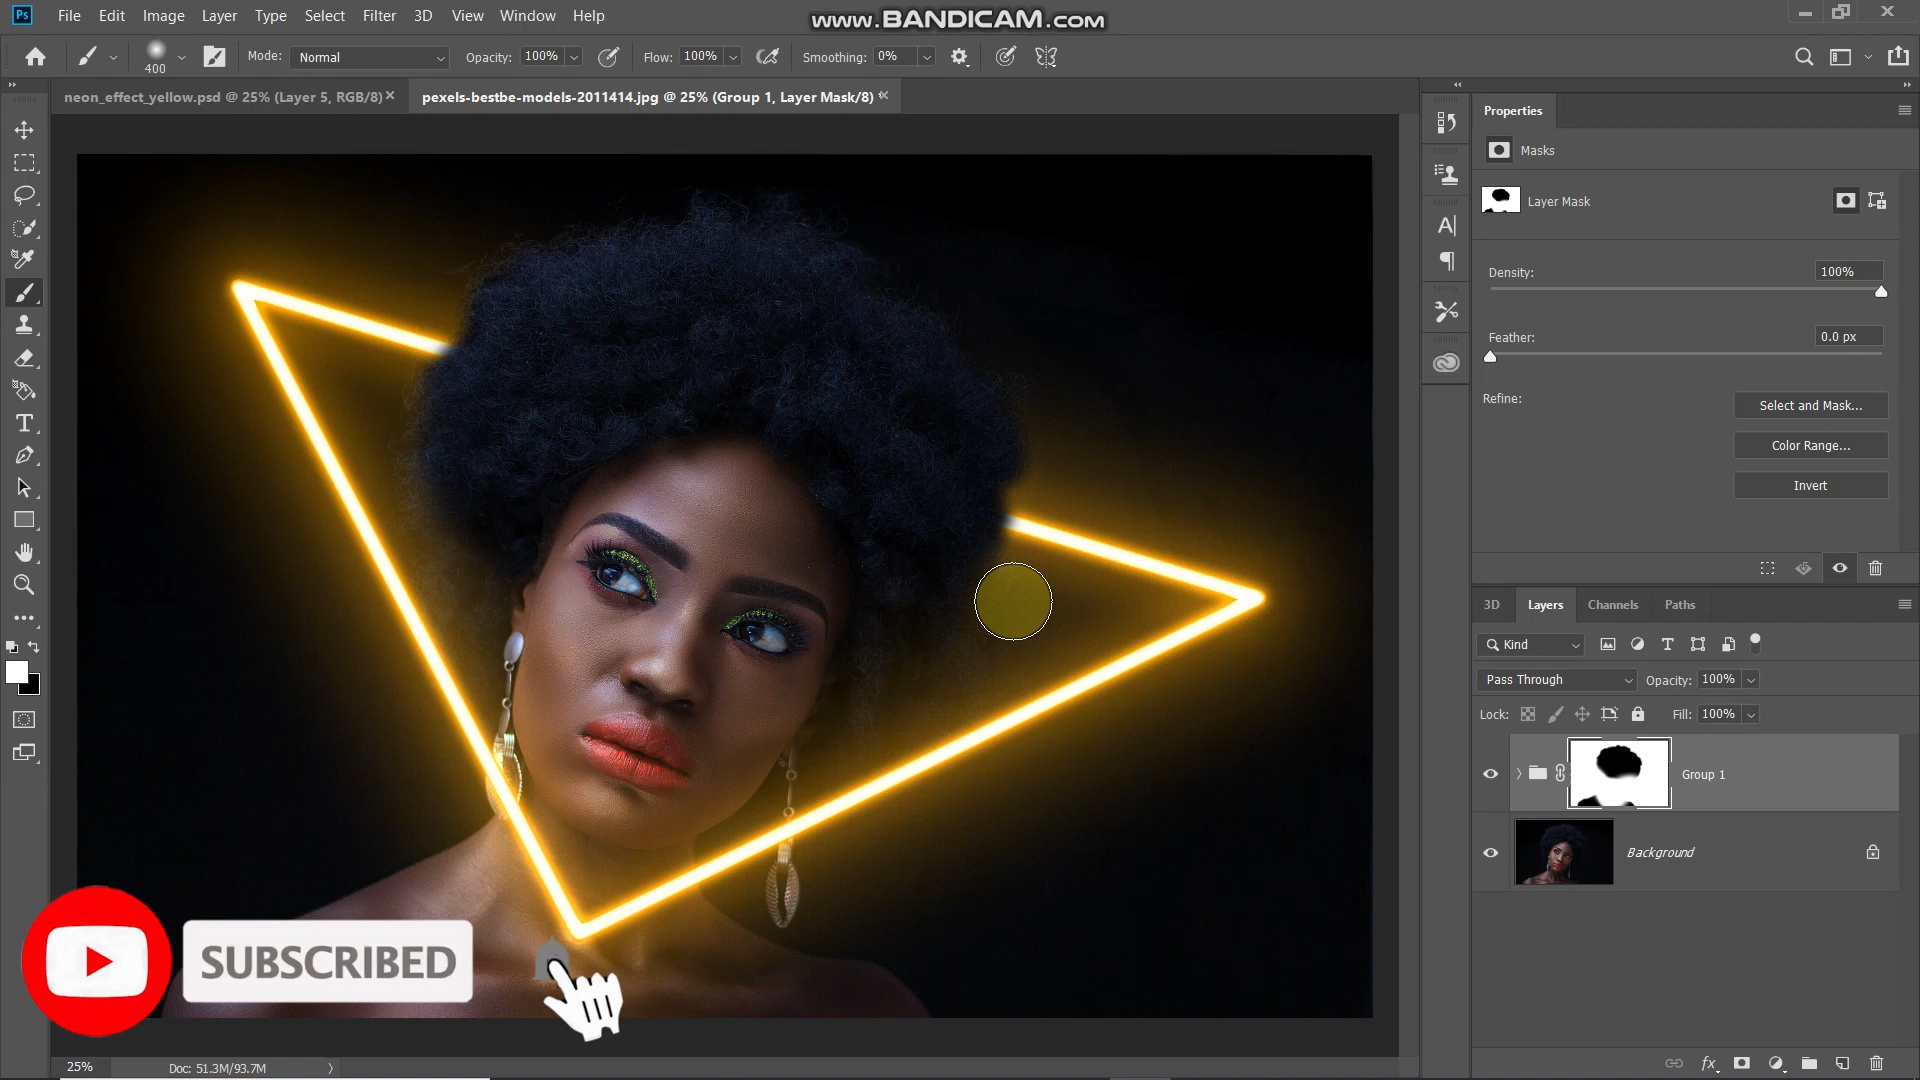 Ps File Edit Image Layer Type Select Filter 3D View Window Help
www.BANDICAM.com
400 Mode: Normal Opacity: 100% Flow: 100% Smoothing: 0%
neon_effect_yellow.psd @ 25% (Layer 5, RGB/8) pexels-bestbe-models-2011414.jpg @ 25% (Group 1, Layer Mask/8)
Properties
Masks
Layer Mask
Density: 100%
Feather: 0.0 px
Refine: Select and Mask...
Color Range...
Invert
3D Layers Channels Paths
Kind
Pass Through Opacity: 100%
Lock: Fill: 100%
Group 1
Background
SUBSCRIBED
25% Doc: 51.3M/93.7M